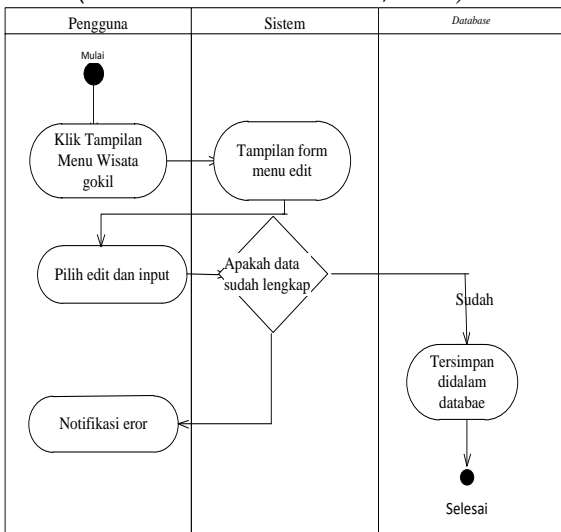 Pengguna
Sistem
Database
Mulai
Klik Tampilan
Menu Wisata
gokil
Tampilan form
menu edit
Pilih edit dan input
Apakah data
sudah lengkap
Sudah
Tersimpan
didalam
databae
Notifikasi eror
Selesai